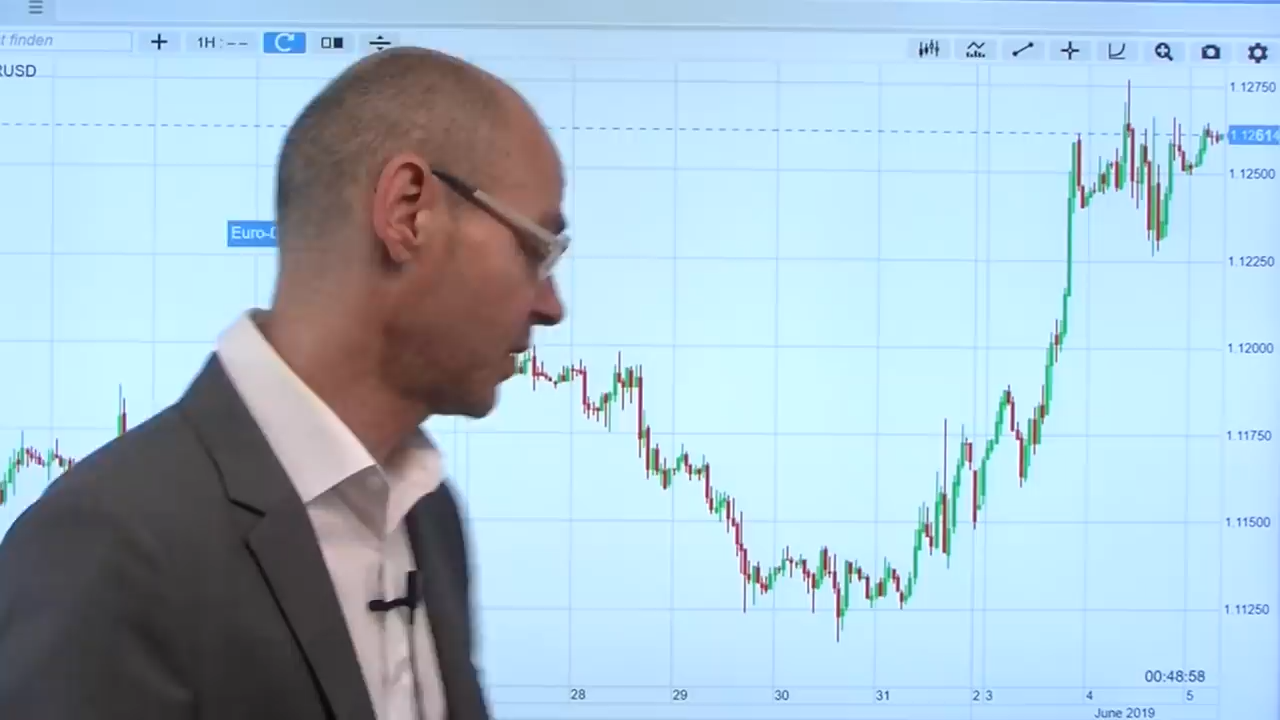 t finden
1H : --
RUSD
1.12750
1.12614
1.12500
Euro-
1.12250
1.12000
1.11750
1.11500
1.11250
00:48:58
28 29 30 31 2 3 4 5
June 2019